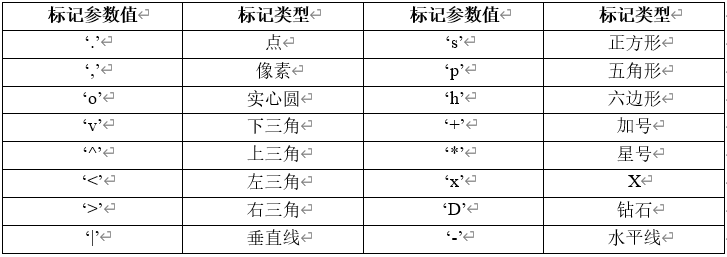 标记参数值 标记类型 标记参数值 标记类型
‘.’ 点 ‘s’ 正方形
‘,’ 像素 ‘p’ 五角形
‘o’ 实心圆 ‘h’ 六边形
‘v’ 下三角 ‘+’ 加号
‘^’ 上三角 ‘*’ 星号
‘<’ 左三角 ‘x’ X
‘>’ 右三角 ‘D’ 钻石
‘|’ 垂直线 ‘-’ 水平线